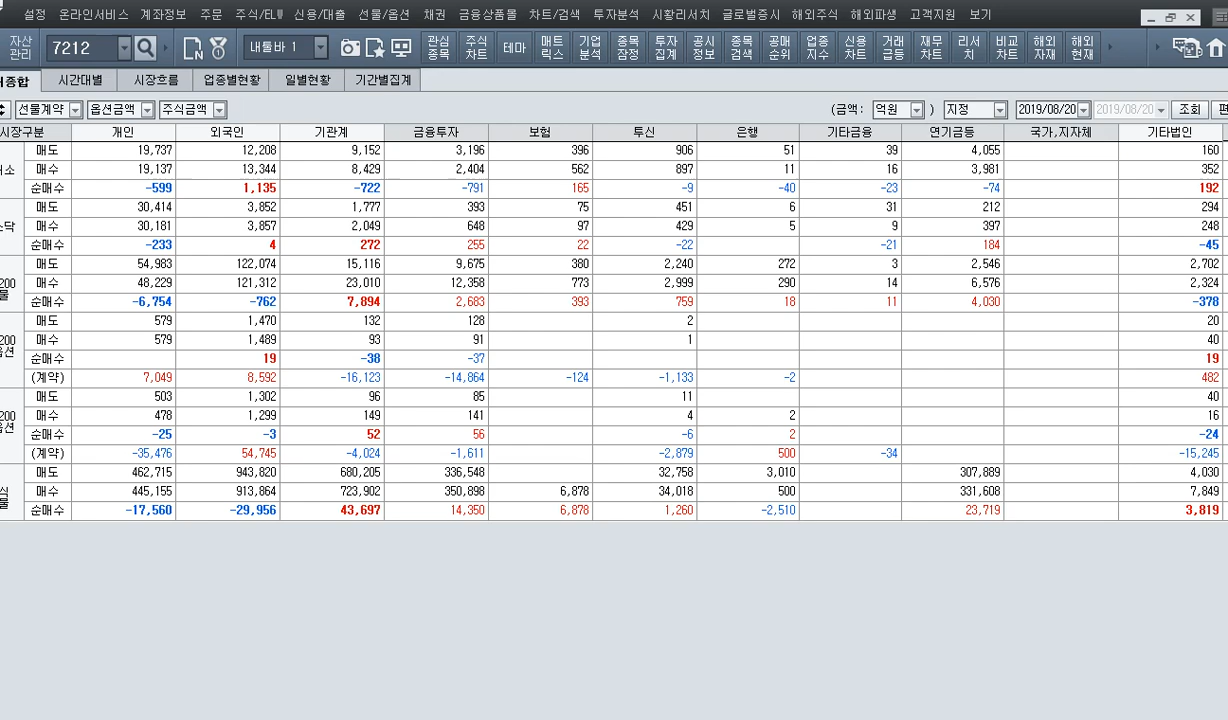 설정 온라인서비스 계좌정보 주문 주식/ELW 신용/대출 선물/옵션 채권 금융상품몰 차트/검색 투자분석 시황리서치 글로벌증시 해외주식 해외파생 고객지원 보기
자산관리 7212 내툴바 1 관심종목 주식차트 테마 매트릭스 기업분석 종목잠정 투자집계 공시정보 종목검색 공매순위 업종지수 신용차트 거래급등 재무차트 리서치 비교차트 해외자재 해외현재
종합 시간대별 시장흐름 업종별현황 일별현황 기간별집계
선물계약 옵션금액 주식금액 (금액: 억원 ) 지정 2019/08/20 2019/08/20 조회 편
시장구분 개인 외국인 기관계 금융투자 보험 투신 은행 기타금융 연기금등 국가,지자체 기타법인
매도 19,737 12,208 9,152 3,196 396 906 51 39 4,055 160
소 매수 19,137 13,344 8,429 2,404 562 897 11 16 3,981 352
순매수 -599 1,135 -722 -791 165 -9 -40 -23 -74 192
매도 30,414 3,852 1,777 393 75 451 6 31 212 294
닥 매수 30,181 3,857 2,049 648 97 429 5 9 397 248
순매수 -233 4 272 255 22 -22 -21 184 -45
매도 54,983 122,074 15,116 9,675 380 2,240 272 3 2,546 2,702
200물 매수 48,229 121,312 23,010 12,358 773 2,999 290 14 6,576 2,324
순매수 -6,754 -762 7,894 2,683 393 759 18 11 4,030 -378
매도 579 1,470 132 128 2 20
200옵션 매수 579 1,489 93 91 1 40
순매수 19 -38 -37 19
(계약) 7,049 8,592 -16,123 -14,864 -124 -1,133 -2 482
매도 503 1,302 96 85 11 40
200옵션 매수 478 1,299 149 141 4 2 16
순매수 -25 -3 52 56 -6 2 -24
(계약) -35,476 54,745 -4,024 -1,611 -2,879 500 -34 -15,245
매도 462,715 943,820 680,205 336,548 32,758 3,010 307,889 4,030
식물 매수 445,155 913,864 723,902 350,898 6,878 34,018 500 331,608 7,849
순매수 -17,560 -29,956 43,697 14,350 6,878 1,260 -2,510 23,719 3,819